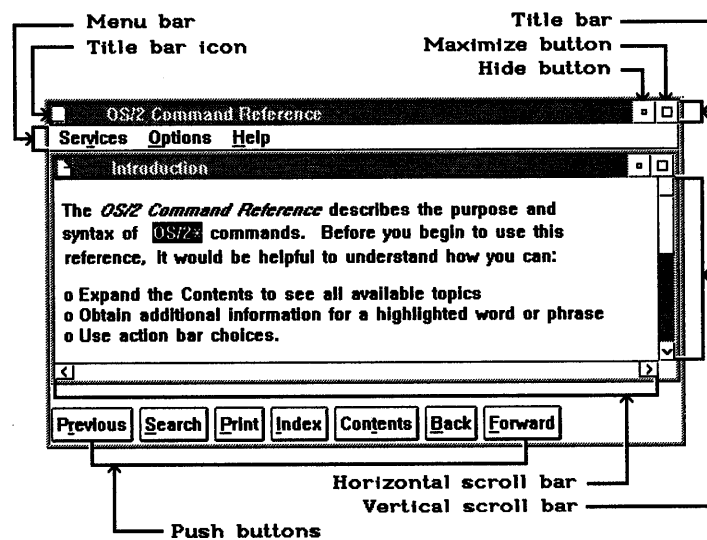 Menu bar
Title bar
Title bar icon
Maximize button
Hide button
OS/2 Command Reference
Services Options Help
Introduction
The OS/2 Command Reference describes the purpose and
syntax of OS/2* commands. Before you begin to use this
reference, it would be helpful to understand how you can:
o Expand the Contents to see all available topics
o Obtain additional information for a highlighted word or phrase
o Use action bar choices.
Previous Search Print Index Contents Back Forward
Horizontal scroll bar
Vertical scroll bar
Push buttons